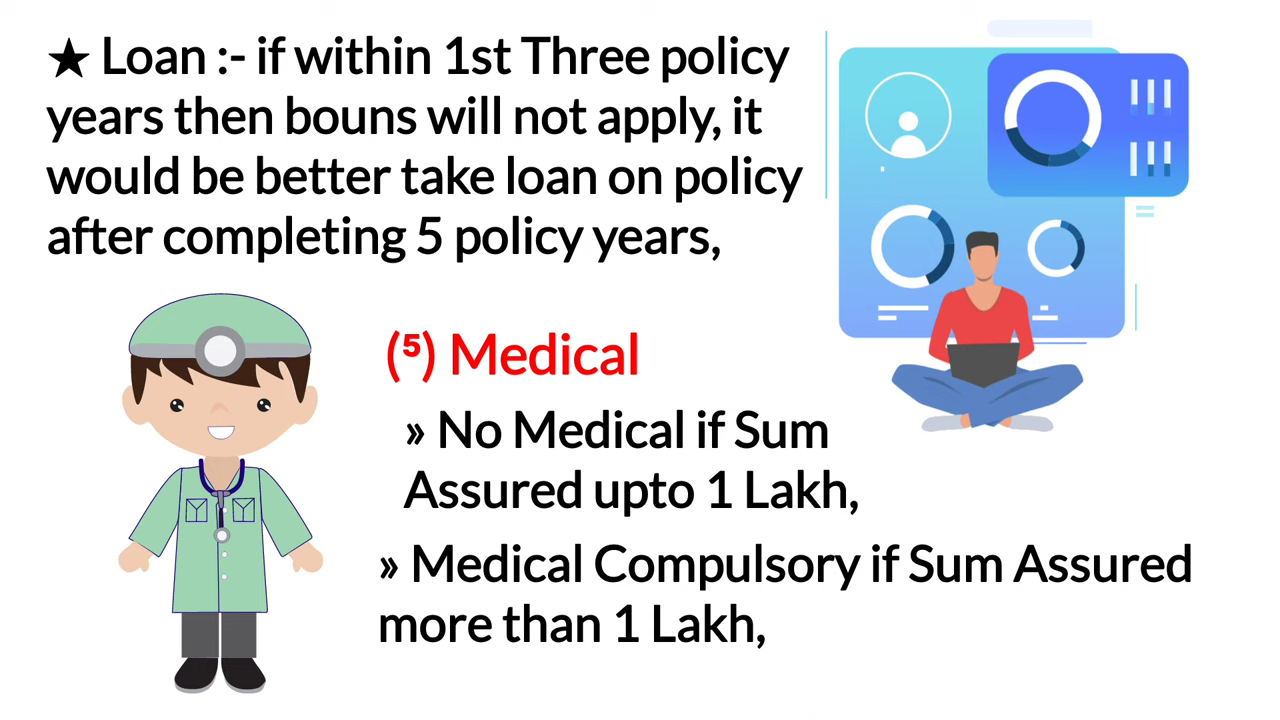 ★ Loan :- if within 1st Three policy
years then bouns will not apply, it
would be better take loan on policy
after completing 5 policy years,
(⁵) Medical
» No Medical if Sum
Assured upto 1 Lakh,
» Medical Compulsory if Sum Assured
more than 1 Lakh,